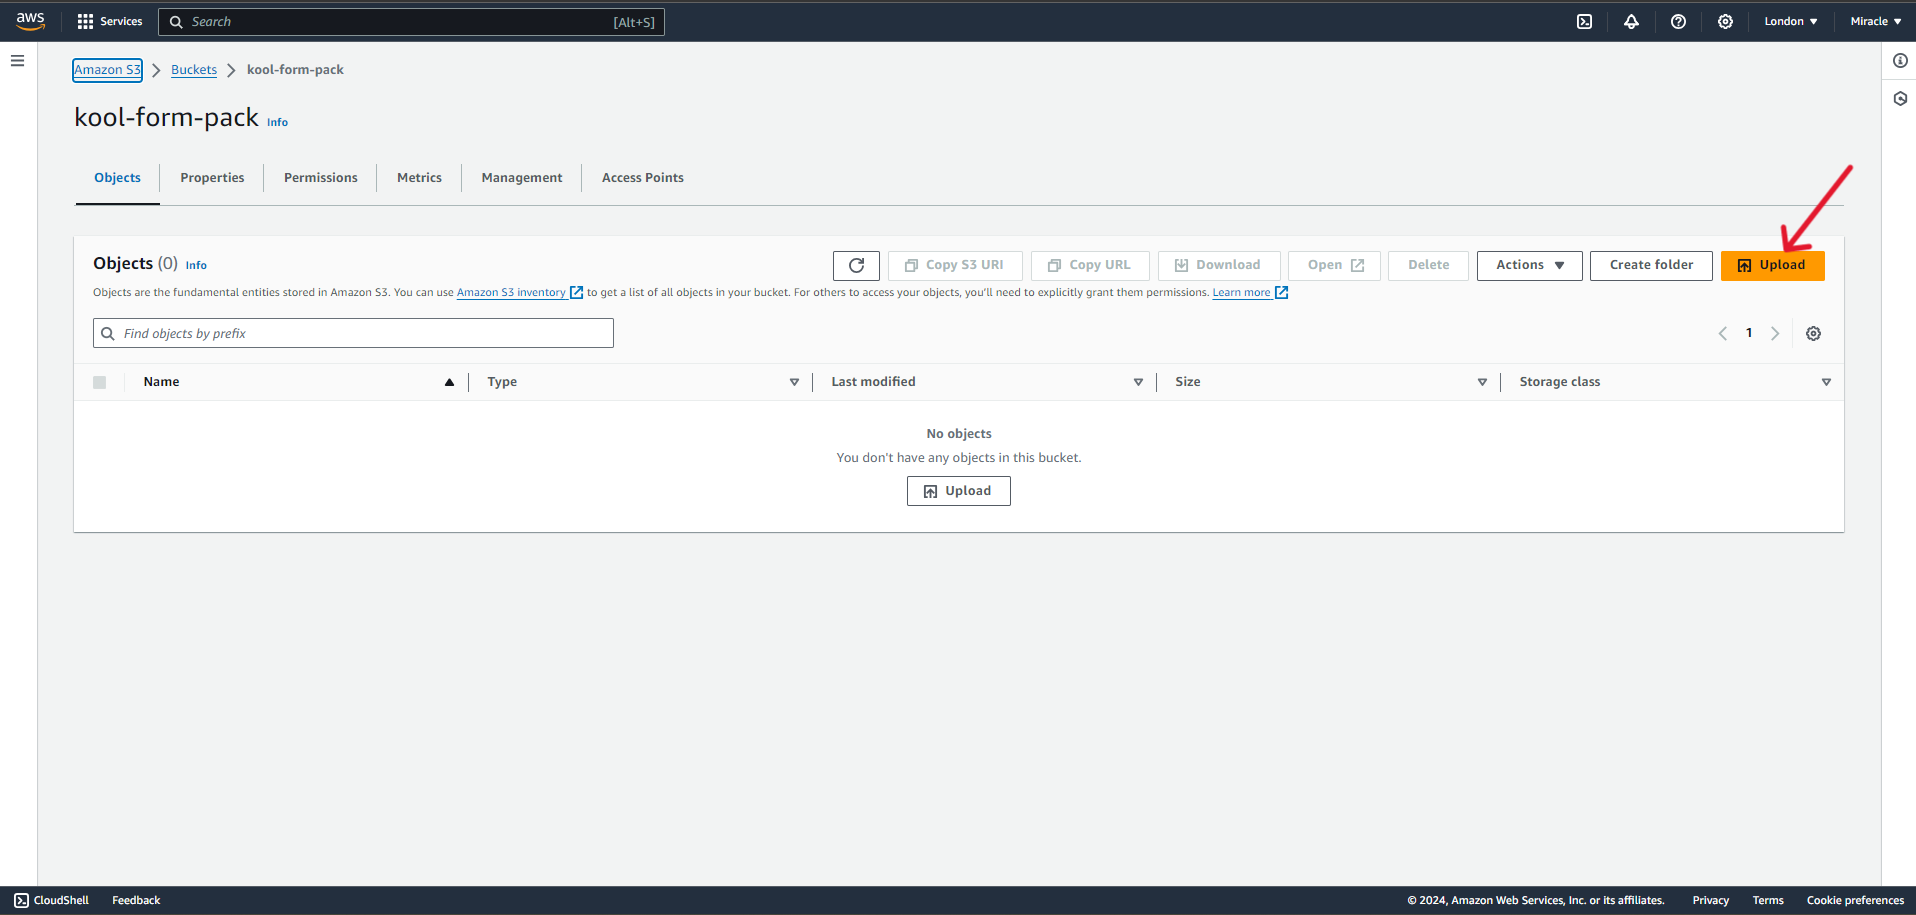 aws Services Search [Alt+S] London Miracle
Amazon S3 Buckets kool-form-pack
kool-form-pack Info
Objects Properties Permissions Metrics Management Access Points
Objects (0) Info Copy S3 URI Copy URL Download Open Delete Actions Create folder Upload
Objects are the fundamental entities stored in Amazon S3. You can use Amazon S3 inventory to get a list of all objects in your bucket. For others to access your objects, you'll need to explicitly grant them permissions. Learn more
Find objects by prefix 1
Name Type Last modified Size Storage class
No objects
You don't have any objects in this bucket.
Upload
CloudShell Feedback © 2024, Amazon Web Services, Inc. or its affiliates. Privacy Terms Cookie preferences